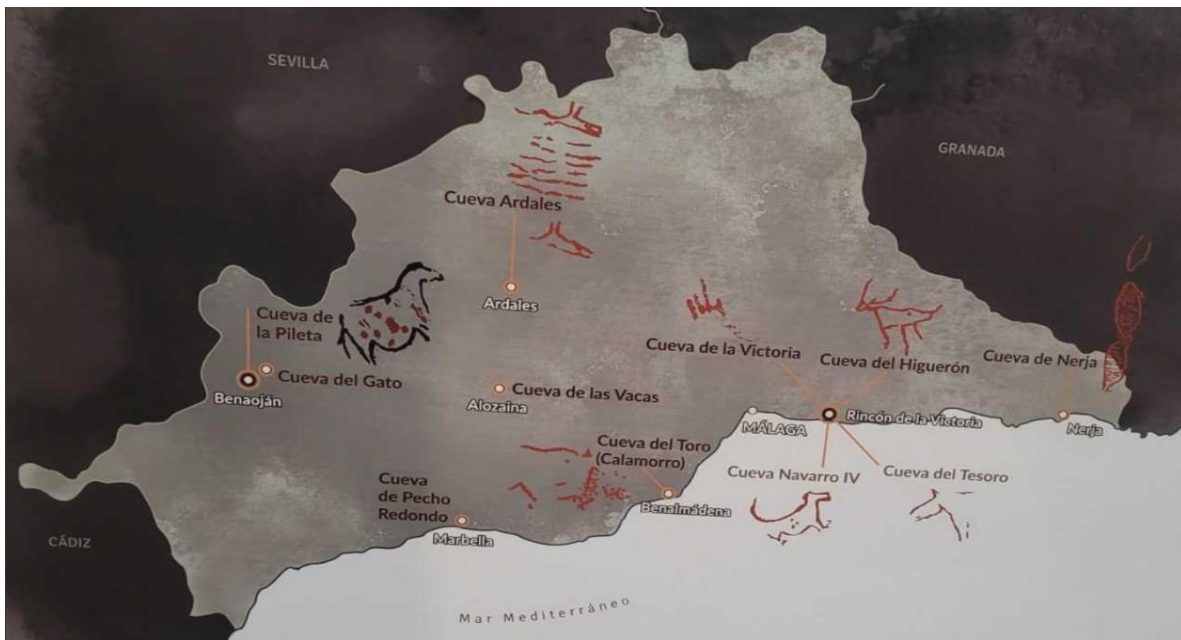 SEVILLA
GRANADA
Cueva Ardales
Ardales
Cueva de
la Pileta
Cueva del Gato
Benaoján
Cueva de la Victoria
Cueva del Higuerón
Cueva de Nerja
Cueva de las Vacas
Alozaina
MÁLAGA
Rincón de la Victoria
Nerja
Cueva del Toro
(Calamorro)
Benalmádena
Cueva Navarro IV
Cueva del Tesoro
Cueva
de Pecho
Redondo
Marbella
CÁDIZ
Mar Mediterráneo